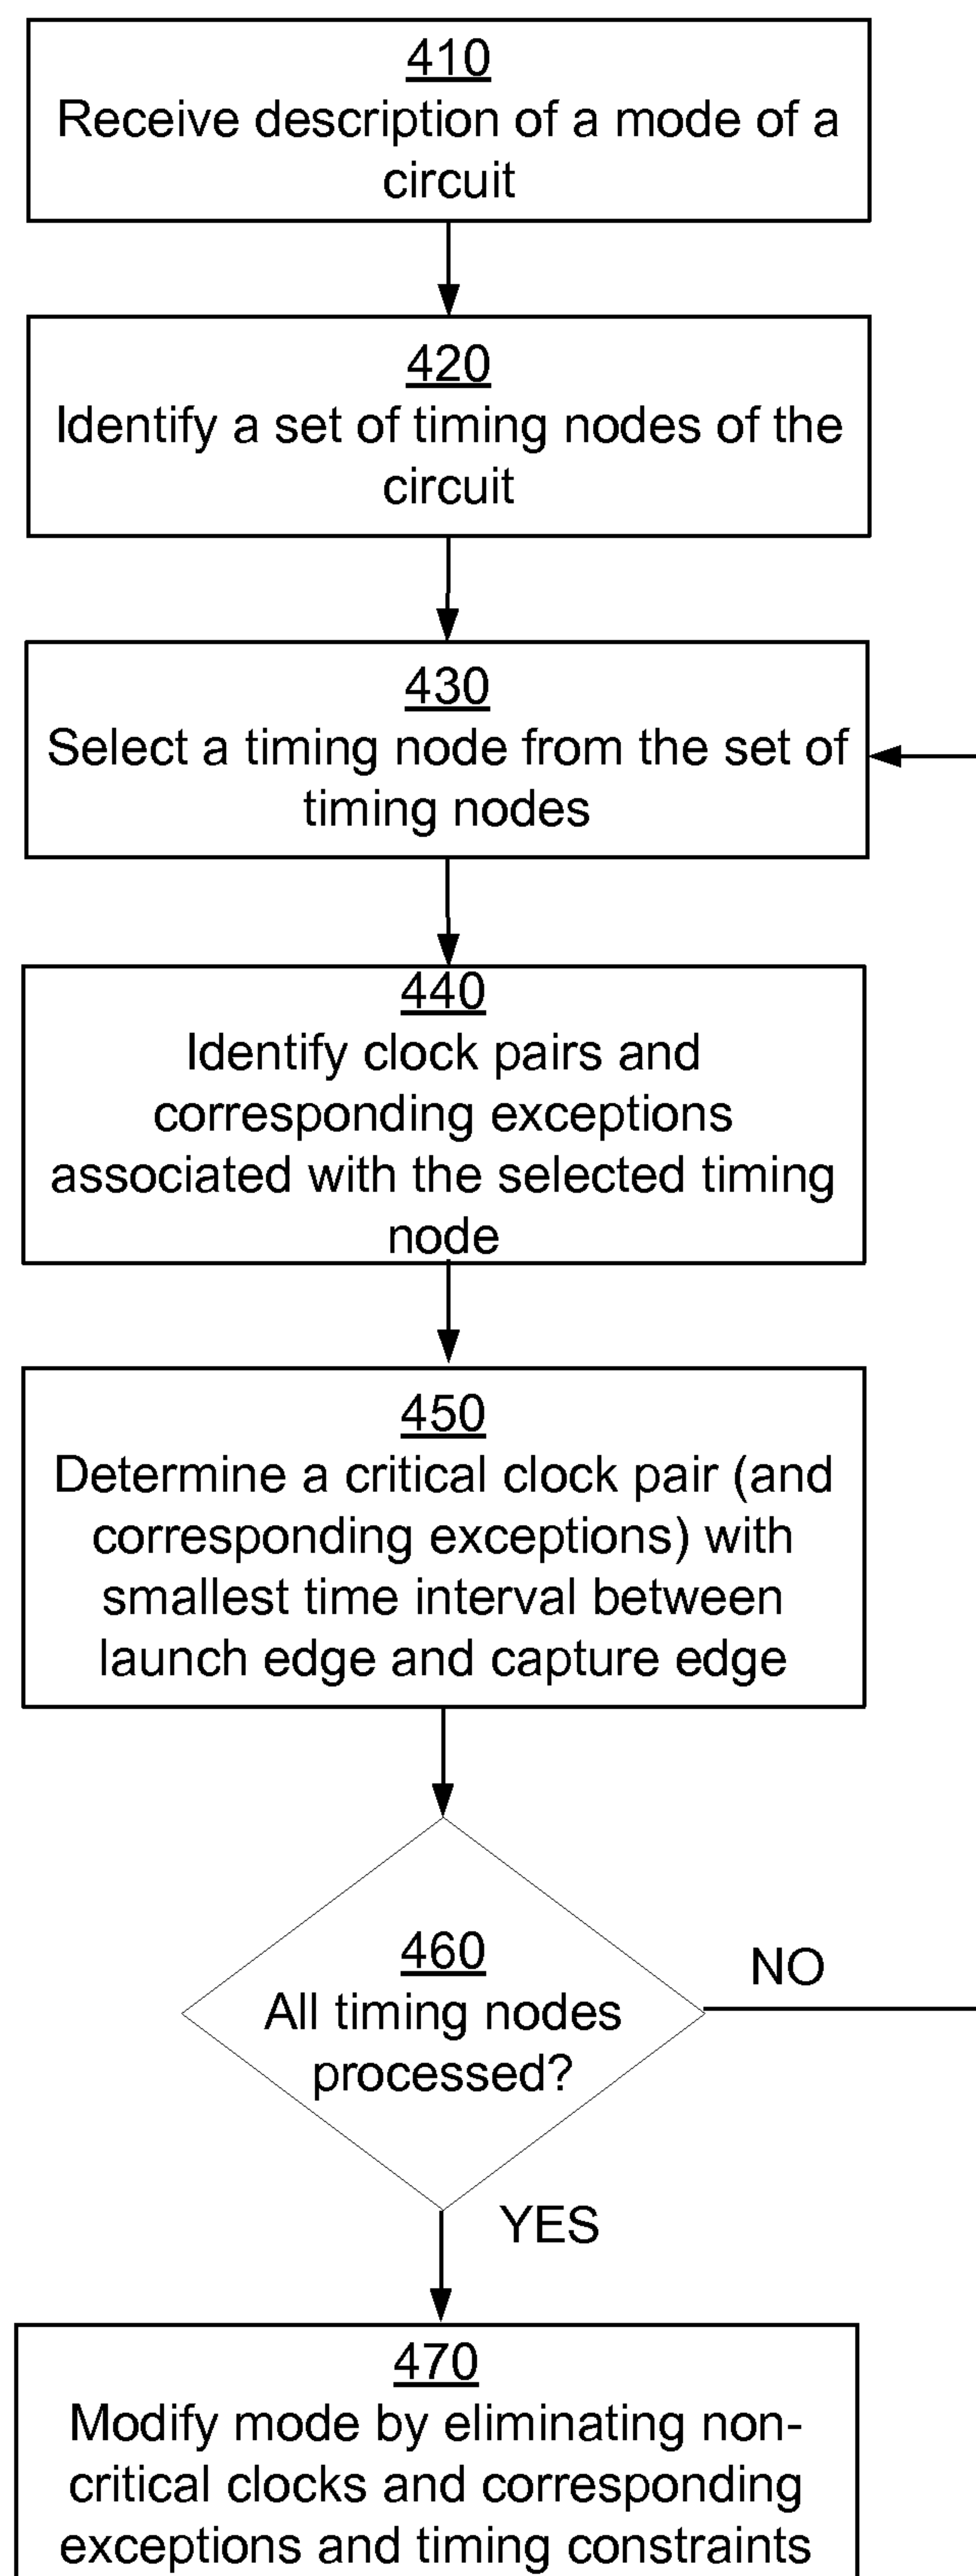 410
Receive description of a mode of a
circuit
420
Identify a set of timing nodes of the
circuit
430
Select a timing node from the set of
timing nodes
440
Identify clock pairs and
corresponding exceptions
associated with the selected timing
node
450
Determine a critical clock pair (and
corresponding exceptions) with
smallest time interval between
launch edge and capture edge
460
All timing nodes
processed?
NO
YES
470
Modify mode by eliminating non-
critical clocks and corresponding
exceptions and timing constraints